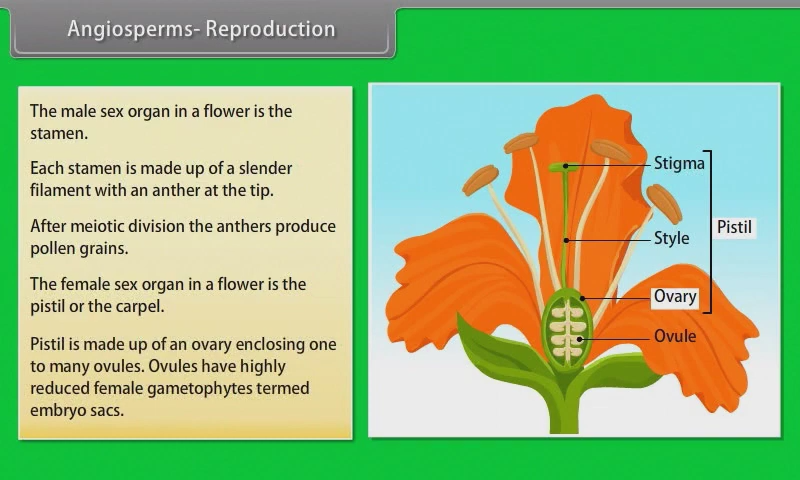 Angiosperms- Reproduction
The male sex organ in a flower is the
stamen.
Each stamen is made up of a slender
filament with an anther at the tip.
After meiotic division the anthers produce
pollen grains.
The female sex organ in a flower is the
pistil or the carpel.
Pistil is made up of an ovary enclosing one
to many ovules. Ovules have highly
reduced female gametophytes termed
embryo sacs.
Stigma
Style
Pistil
Ovary
Ovule